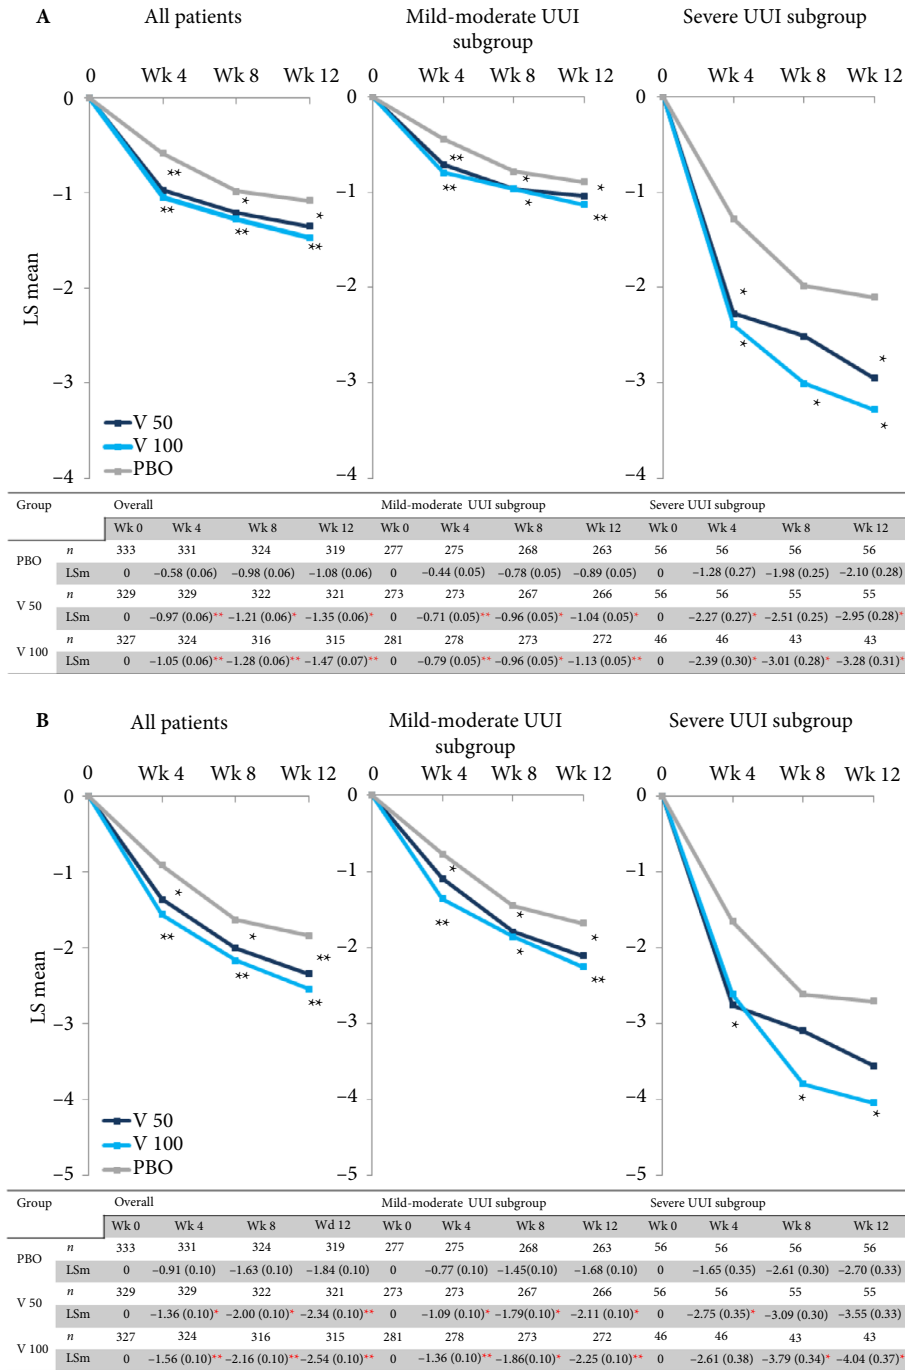 A
All patients
Mild-moderate UUI
subgroup
Severe UUI subgroup
0 Wk 4 Wk 8 Wk 12
0 Wk 4 Wk 8 Wk 12
0 Wk 4 Wk 8 Wk 12
0 0 0
−1 −1 −1
−2 −2 −2
−3 −3 −3
−4 −4 −4
LS mean
** ** * ** * **
** ** * * * **
* * * * *
V 50
V 100
PBO
Group Overall Mild-moderate UUI subgroup Severe UUI subgroup
Wk 0 Wk 4 Wk 8 Wk 12 Wk 0 Wk 4 Wk 8 Wk 12 Wk 0 Wk 4 Wk 8 Wk 12
PBO n 333 331 324 319 277 275 268 263 56 56 56 56
LSm 0 −0.58 (0.06) −0.98 (0.06) −1.08 (0.06) 0 −0.44 (0.05) −0.78 (0.05) −0.89 (0.05) 0 −1.28 (0.27) −1.98 (0.25) −2.10 (0.28)
V 50 n 329 329 322 321 273 273 267 266 56 56 55 55
LSm 0 −0.97 (0.06)** −1.21 (0.06)* −1.35 (0.06)* 0 −0.71 (0.05)** −0.96 (0.05)* −1.04 (0.05)* 0 −2.27 (0.27)* −2.51 (0.25) −2.95 (0.28)*
V 100 n 327 324 316 315 281 278 273 272 46 46 43 43
LSm 0 −1.05 (0.06)** −1.28 (0.06)** −1.47 (0.07)** 0 −0.79 (0.05)** −0.96 (0.05)* −1.13 (0.05)** 0 −2.39 (0.30)* −3.01 (0.28)* −3.28 (0.31)*
B
All patients
Mild-moderate UUI
subgroup
Severe UUI subgroup
0 Wk 4 Wk 8 Wk 12
0 Wk 4 Wk 8 Wk 12
0 Wk 4 Wk 8 Wk 12
0 0 0
−1 −1 −1
−2 −2 −2
−3 −3 −3
−4 −4 −4
−5 −5 −5
LS mean
* ** * ** ** **
* ** * * * **
* * *
V 50
V 100
PBO
Group Overall Mild-moderate UUI subgroup Severe UUI subgroup
Wk 0 Wk 4 Wk 8 Wd 12 Wk 0 Wk 4 Wk 8 Wk 12 Wk 0 Wk 4 Wk 8 Wk 12
PBO n 333 331 324 319 277 275 268 263 56 56 56 56
LSm 0 −0.91 (0.10) −1.63 (0.10) −1.84 (0.10) 0 −0.77 (0.10) −1.45(0.10) −1.68 (0.10) 0 −1.65 (0.35) −2.61 (0.30) −2.70 (0.33)
V 50 n 329 329 322 321 273 273 267 266 56 56 55 55
LSm 0 −1.36 (0.10)* −2.00 (0.10)* −2.34 (0.10)** 0 −1.09 (0.10)* −1.79(0.10)* −2.11 (0.10)* 0 −2.75 (0.35)* −3.09 (0.30) −3.55 (0.33)
V 100 n 327 324 316 315 281 278 273 272 46 46 43 43
LSm 0 −1.56 (0.10)** −2.16 (0.10)** −2.54 (0.10)** 0 −1.36 (0.10)** −1.86(0.10)* −2.25 (0.10)** 0 −2.61 (0.38) −3.79 (0.34)* −4.04 (0.37)*